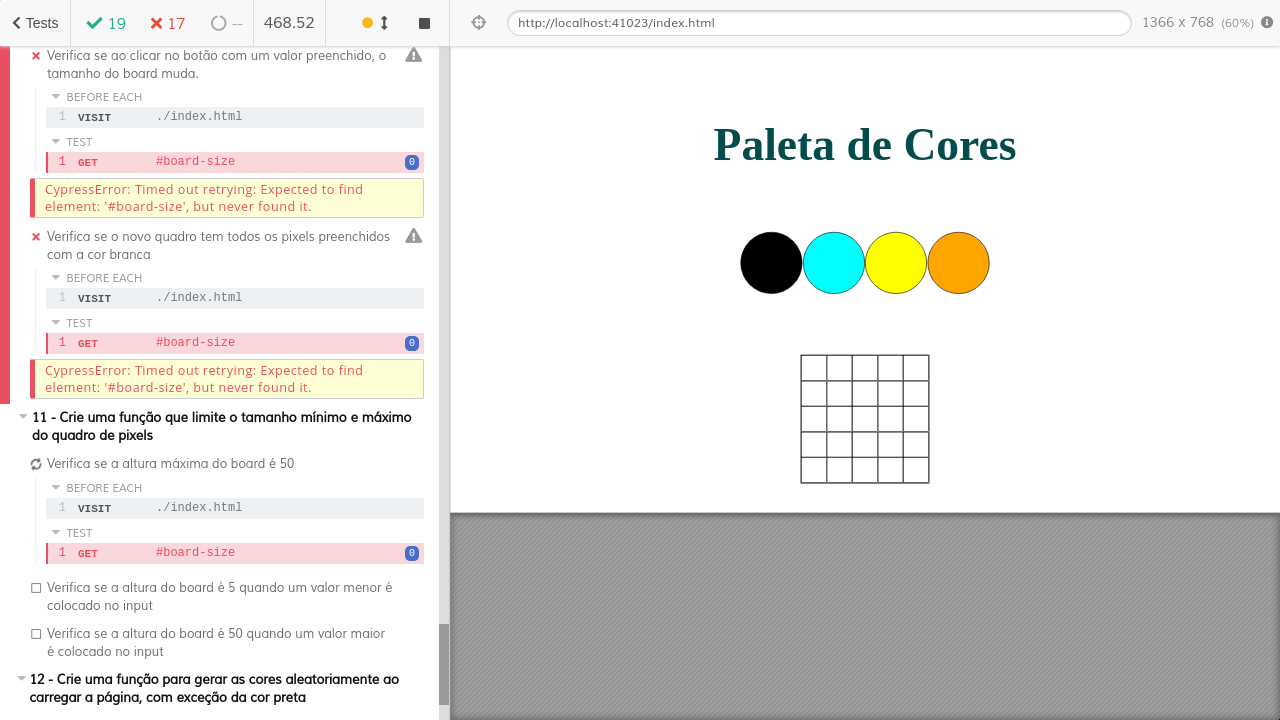 Tests
19
17
--
468.52
http://localhost:41023/index.html
1366 x 768 (60%)
Verifica se ao clicar no botão com um valor preenchido, o
tamanho do board muda.
BEFORE EACH
1 VISIT ./index.html
TEST
1 GET #board-size 0
CypressError: Timed out retrying: Expected to find
element: '#board-size', but never found it.
Verifica se o novo quadro tem todos os pixels preenchidos
com a cor branca
BEFORE EACH
1 VISIT ./index.html
TEST
1 GET #board-size 0
CypressError: Timed out retrying: Expected to find
element: '#board-size', but never found it.
11 - Crie uma função que limite o tamanho mínimo e máximo
do quadro de pixels
Verifica se a altura máxima do board é 50
BEFORE EACH
1 VISIT ./index.html
TEST
1 GET #board-size 0
Verifica se a altura do board é 5 quando um valor menor é
colocado no input
Verifica se a altura do board é 50 quando um valor maior
é colocado no input
12 - Crie uma função para gerar as cores aleatoriamente ao
carregar a página, com exceção da cor preta
Paleta de Cores